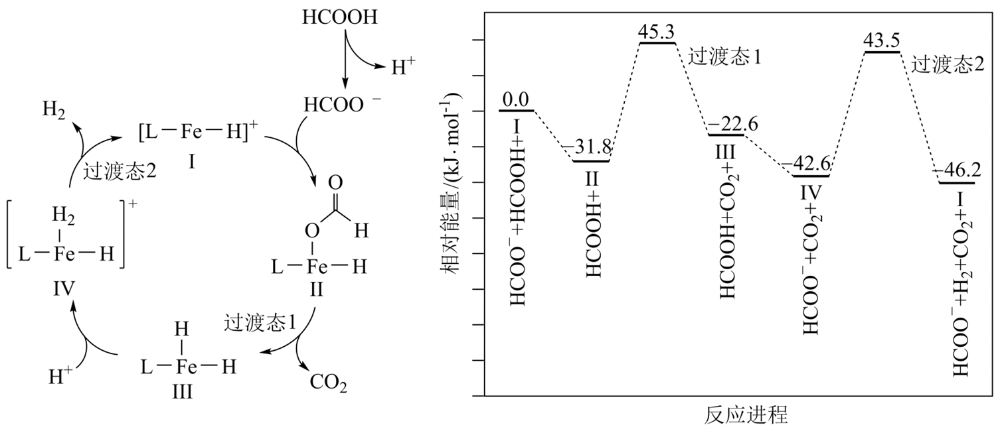 HCOOH
H⁺
HCOO⁻
H₂
[L—Fe—H]⁺
I
过渡态2
O
O
H
L—Fe—H
II
过渡态1
CO₂
H
L—Fe—H
III
H⁺
[H₂
L—Fe—H]⁺
IV
相对能量/(kJ·mol⁻¹)
0.0
I
HCOO⁻+HCOOH+
−31.8
II
HCOOH+
45.3
过渡态1
−22.6
III
HCOOH+CO₂+
−42.6
IV
HCOO⁻+CO₂+
43.5
过渡态2
−46.2
I
HCOO⁻+H₂+CO₂+
反应进程